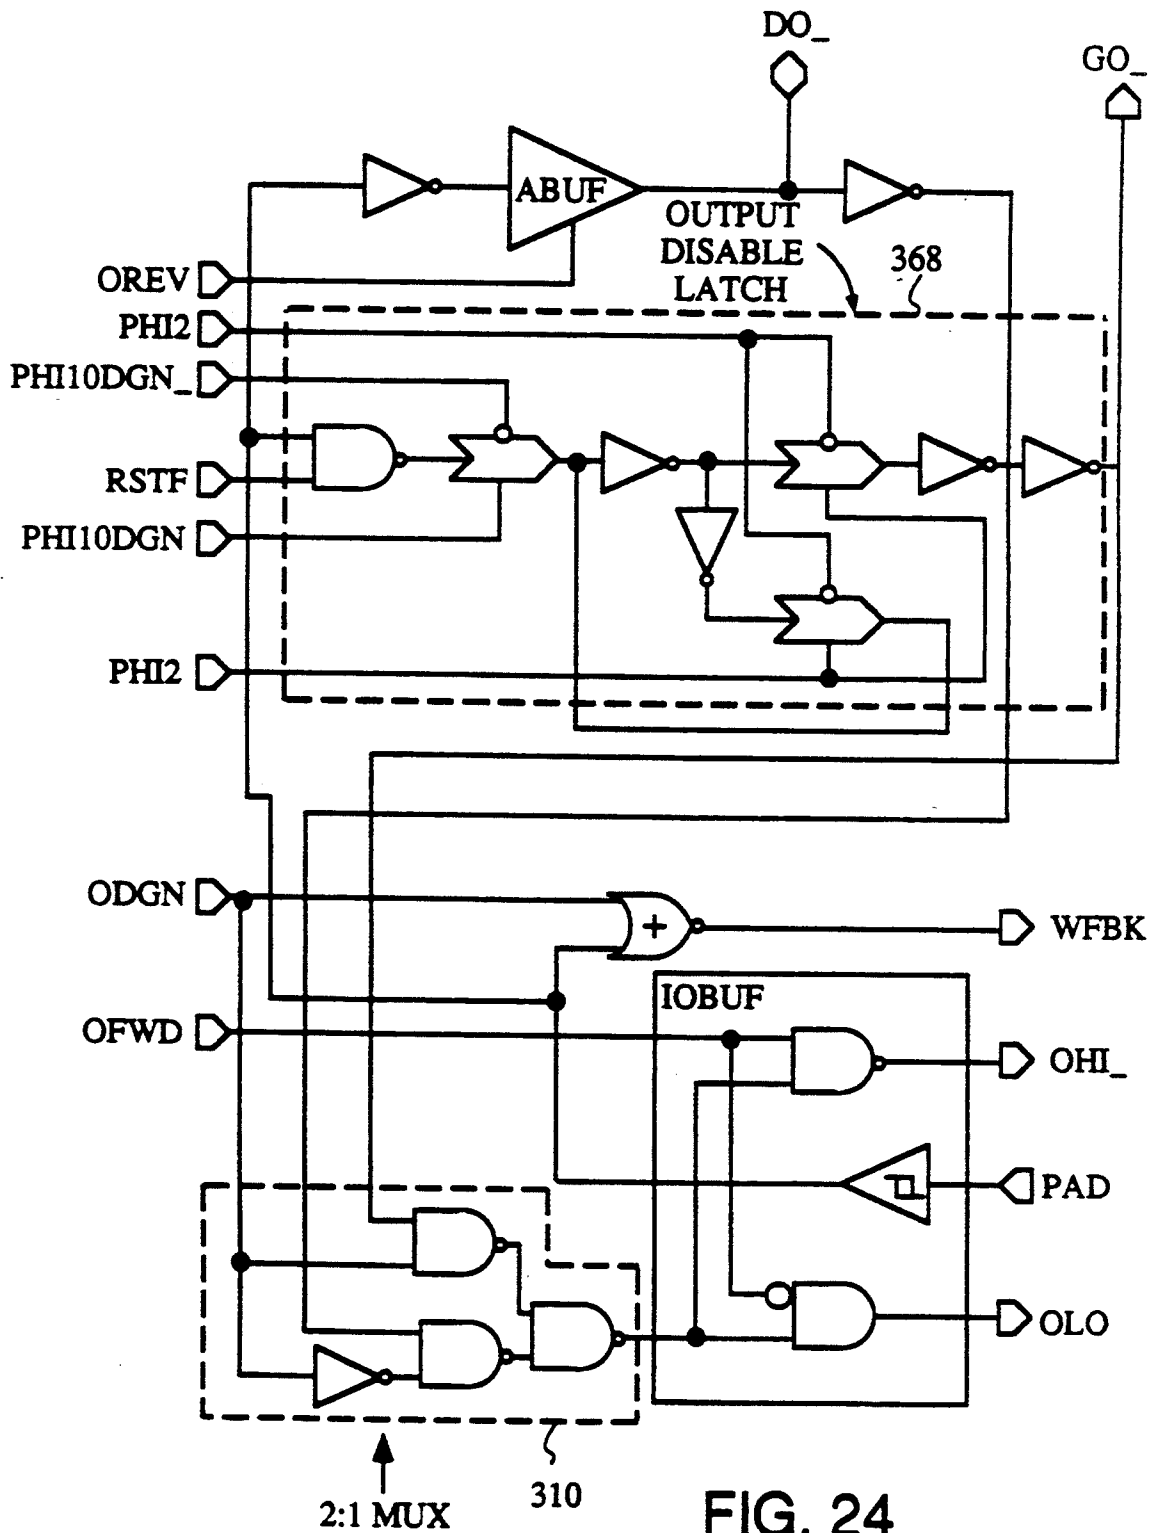 DO_
GO_
ABUF
OUTPUT
DISABLE
LATCH
368
OREV
PHI2
PHI10DGN_
RSTF
PHI10DGN
PHI2
ODGN
+
WFBK
IOBUF
OFWD
OHI_
PAD
OLO
310
2:1 MUX
FIG. 24